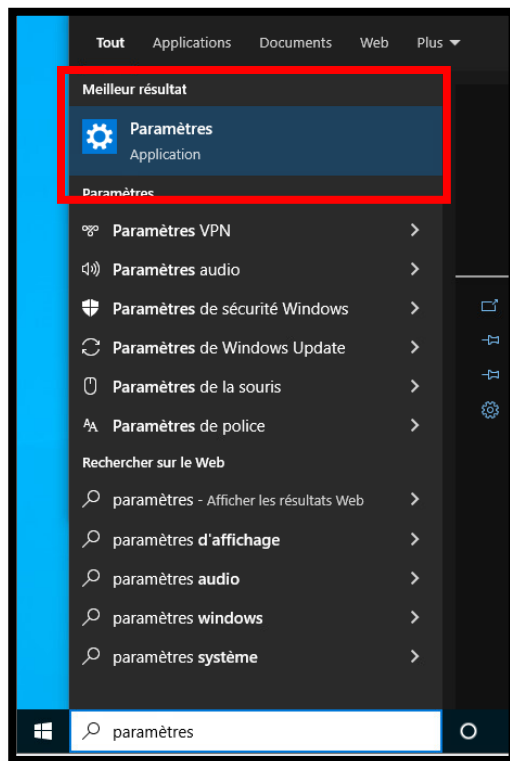 Tout Applications Documents Web Plus
Meilleur résultat
Paramètres
Application
Paramètres
Paramètres VPN
Paramètres audio
Paramètres de sécurité Windows
Paramètres de Windows Update
Paramètres de la souris
Paramètres de police
Rechercher sur le Web
paramètres - Afficher les résultats Web
paramètres d'affichage
paramètres audio
paramètres windows
paramètres système
paramètres